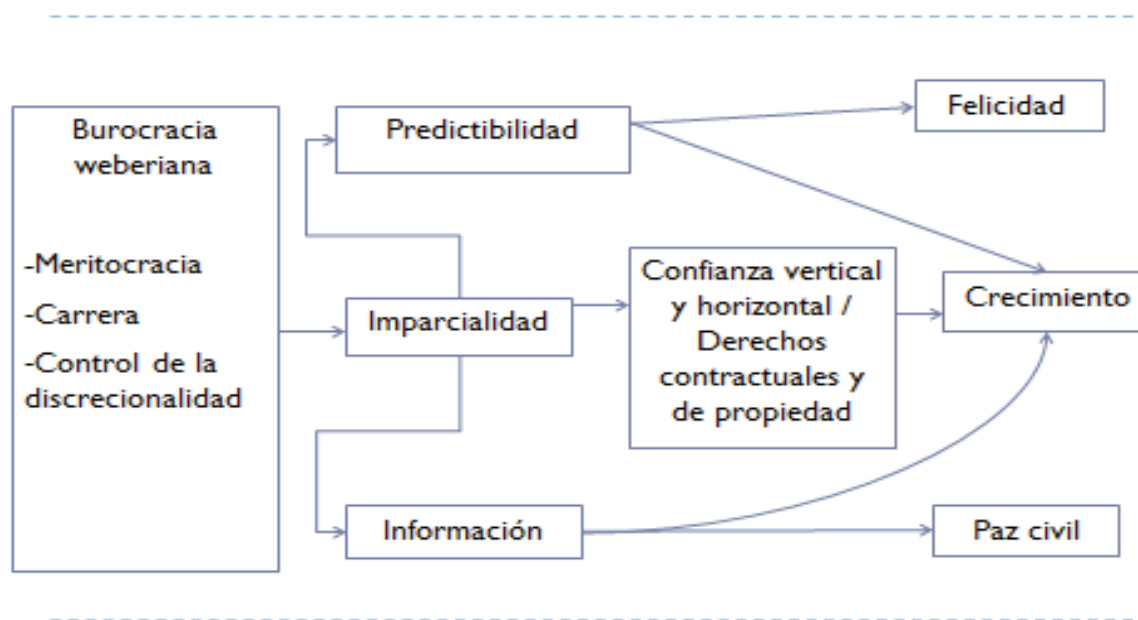 Burocracia
weberiana
-Meritocracia
-Carrera
-Control de la
discrecionalidad
Predictibilidad
Imparcialidad
Información
Confianza vertical
y horizontal /
Derechos
contractuales y
de propiedad
Felicidad
Crecimiento
Paz civil